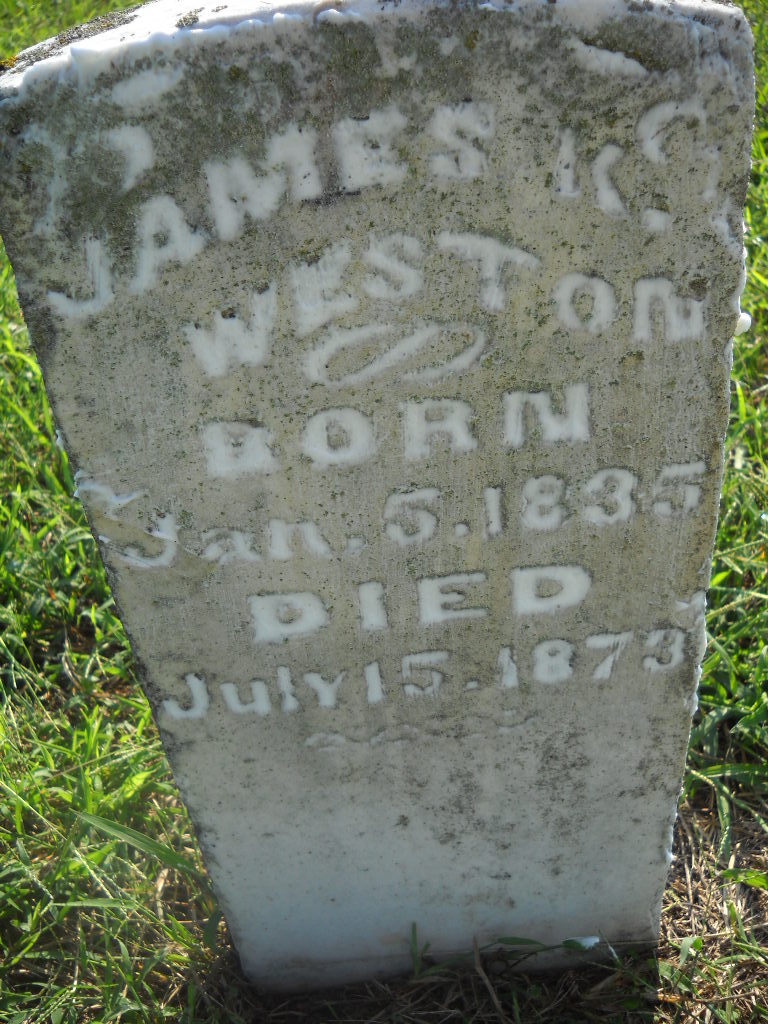 JAMES K.
WESTON
BORN
Jan. 5. 1835
DIED
July 15. 1873